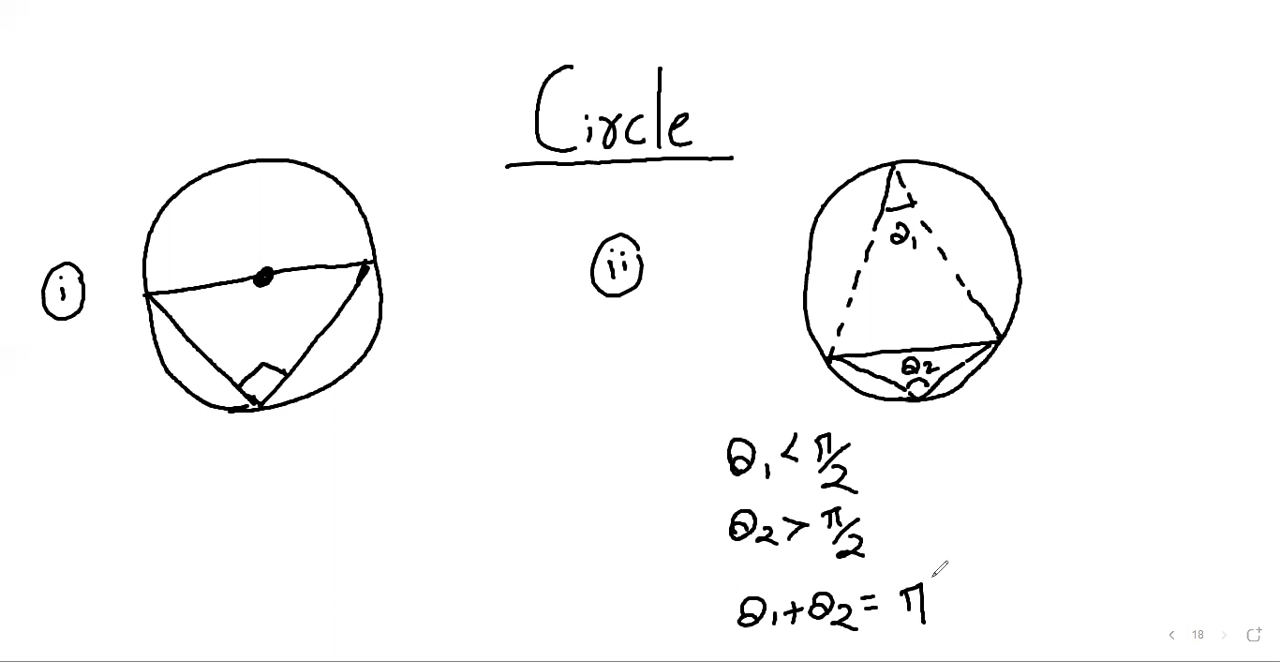 Circle
i
ii
θ₁
θ₂
θ₁ < π/2
θ₂ > π/2
θ₁ + θ₂ = π
18